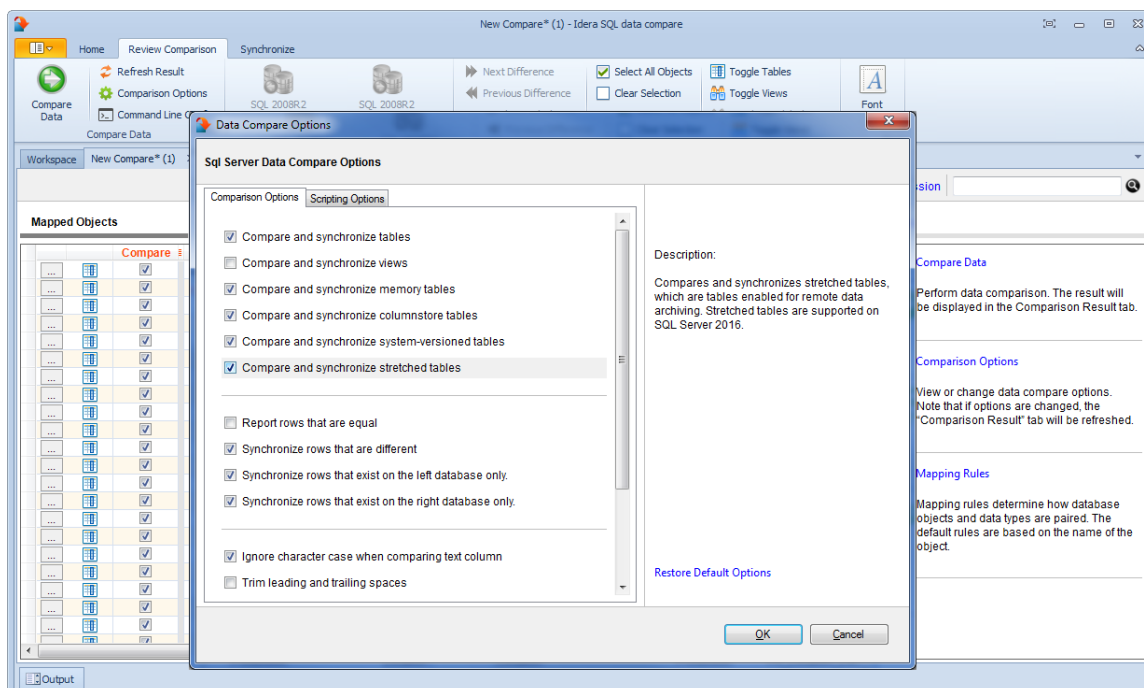 New Compare* (1) - Idera SQL data compare
Home
Review Comparison
Synchronize
Compare
Data
Refresh Result
Comparison Options
Command Line
Compare Data
SQL 2008R2
SQL 2008R2
Next Difference
Previous Difference
Select All Objects
Clear Selection
Toggle Tables
Toggle Views
Font
Workspace
New Compare* (1)
Mapped Objects
Compare
Data Compare Options
Sql Server Data Compare Options
Comparison Options
Scripting Options
Compare and synchronize tables
Compare and synchronize views
Compare and synchronize memory tables
Compare and synchronize columnstore tables
Compare and synchronize system-versioned tables
Compare and synchronize stretched tables
Report rows that are equal
Synchronize rows that are different
Synchronize rows that exist on the left database only.
Synchronize rows that exist on the right database only.
Ignore character case when comparing text column
Trim leading and trailing spaces
Description:
Compares and synchronizes stretched tables,
which are tables enabled for remote data
archiving. Stretched tables are supported on
SQL Server 2016.
Restore Default Options
OK
Cancel
ssion
Compare Data
Perform data comparison. The result will
be displayed in the Comparison Result tab.
Comparison Options
View or change data compare options.
Note that if options are changed, the
"Comparison Result" tab will be refreshed.
Mapping Rules
Mapping rules determine how database
objects and data types are paired. The
default rules are based on the name of the
object.
Output